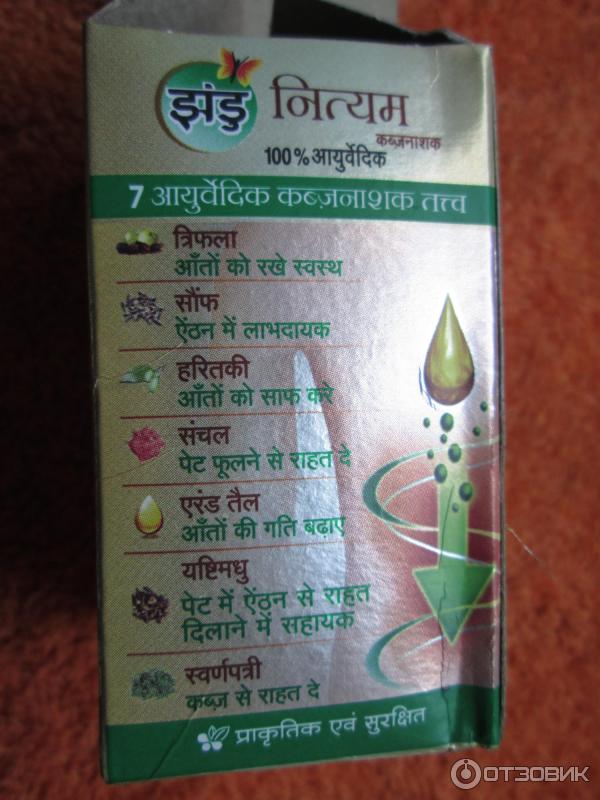 झंडु नित्यम
कब्ज़नाशक
100% आयुर्वेदिक
7 आयुर्वेदिक कब्ज़नाशक तत्त्व
त्रिफला
आँतों को रखे स्वस्थ
सौंफ
ऐंठन में लाभदायक
हरितकी
आँतों को साफ करे
संचल
पेट फूलने से राहत दे
एरंड तैल
आँतों की गति बढाए
यष्टिमधु
पेट में ऐंठन से राहत
दिलाने में सहायक
स्वर्णपत्री
कब्ज़ से राहत दे
प्राकृतिक एवं सुरक्षित
ОТЗОВИК